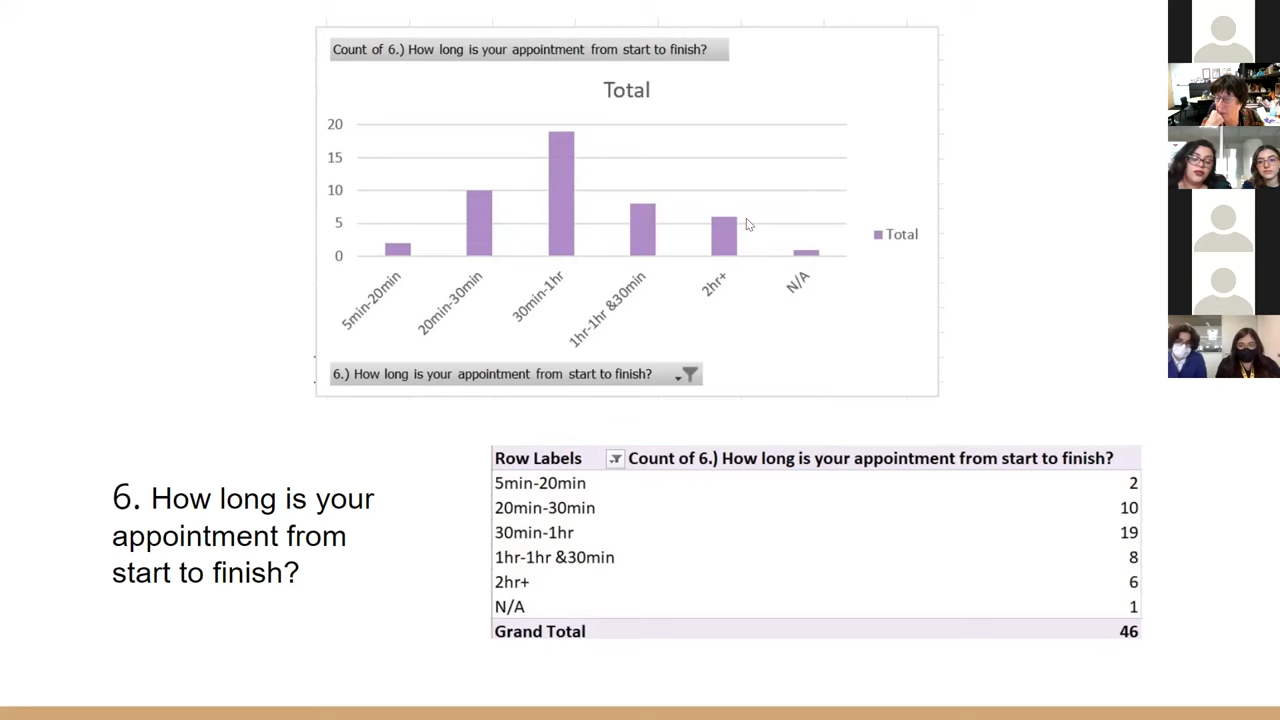 Count of 6.) How long is your appointment from start to finish?
Total
20
15
10
5
0
5min-20min
20min-30min
30min-1hr
1hr-1hr &30min
2hr+
N/A
Total
6.) How long is your appointment from start to finish?
6. How long is your
appointment from
start to finish?
Row Labels Count of 6.) How long is your appointment from start to finish?
5min-20min 2
20min-30min 10
30min-1hr 19
1hr-1hr &30min 8
2hr+ 6
N/A 1
Grand Total 46